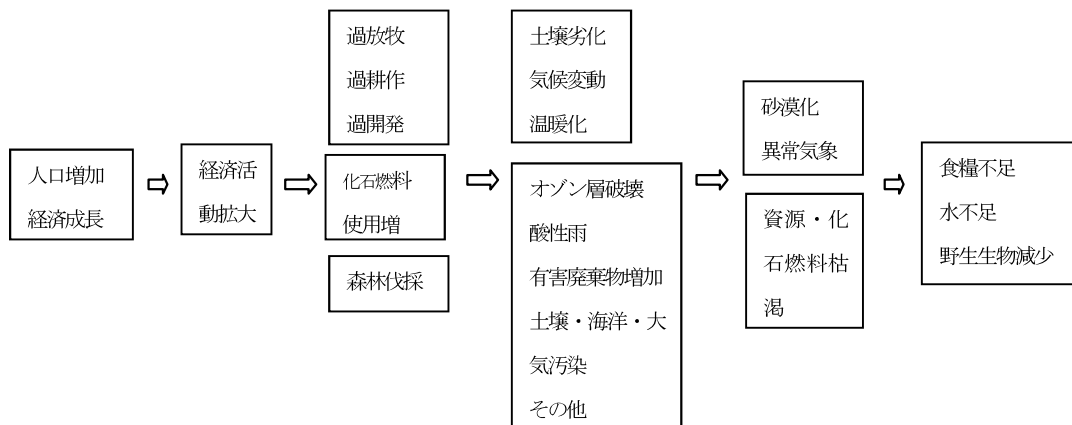 人口増加
経済成長
経済活
動拡大
過放牧
過耕作
過開発
化石燃料
使用増
森林伐採
土壌劣化
気候変動
温暖化
オゾン層破壊
酸性雨
有害廃棄物増加
土壌・海洋・大
気汚染
その他
砂漠化
異常気象
資源・化
石燃料枯
渇
食糧不足
水不足
野生生物減少